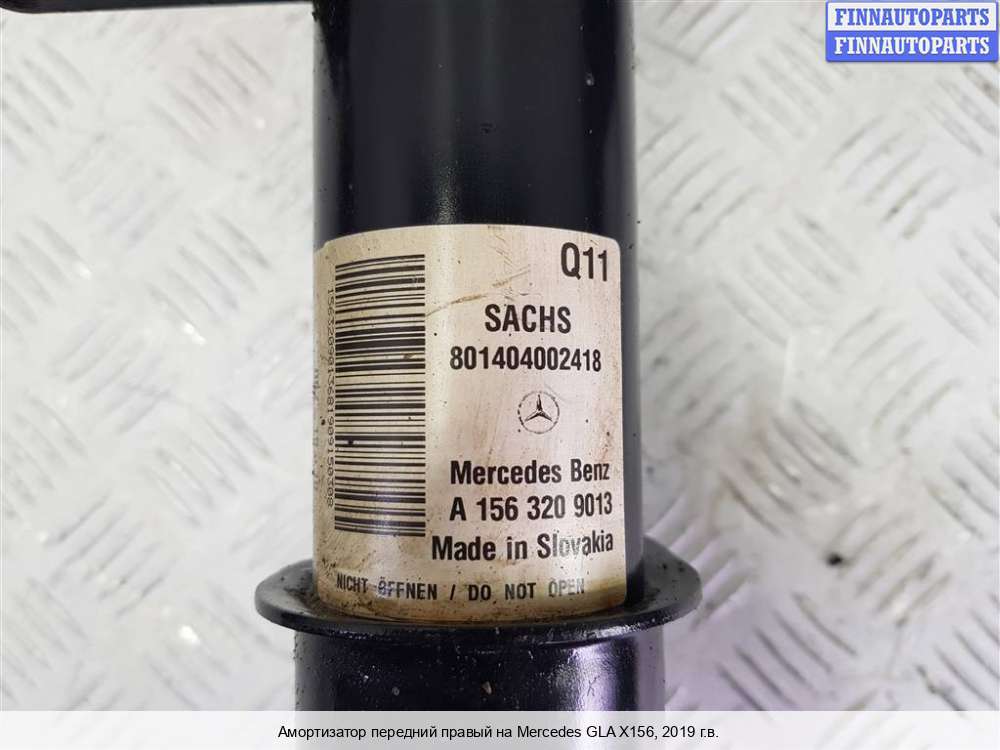 FINNAUTOPARTS
FINNAUTOPARTS
Q11
SACHS
801404002418
Mercedes Benz
A 156 320 9013
Made in Slovakia
NICHT ÖFFNEN / DO NOT OPEN
Амортизатор передний правый на Mercedes GLA X156, 2019 г.в.